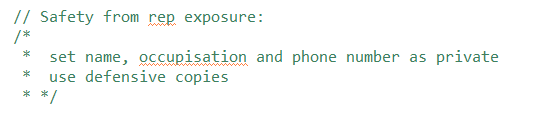 // Safety from rep exposure:
/*
 *  set name, occupisation and phone number as private
 *  use defensive copies
 * */